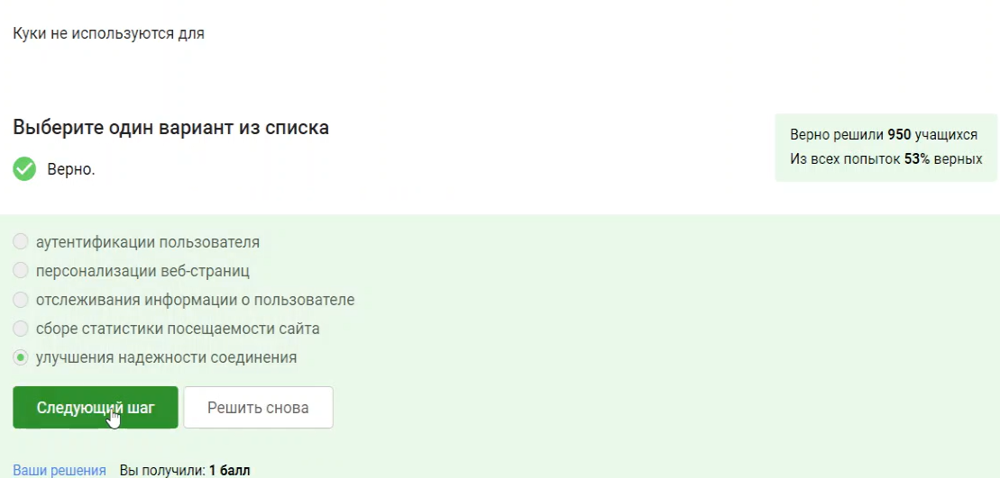 Куки не используются для
Выберите один вариант из списка
Верно.
Верно решили 950 учащихся
Из всех попыток 53% верных
аутентификации пользователя
персонализации веб-страниц
отслеживания информации о пользователе
сборе статистики посещаемости сайта
улучшения надежности соединения
Следующий шаг
Решить снова
Ваши решения Вы получили: 1 балл